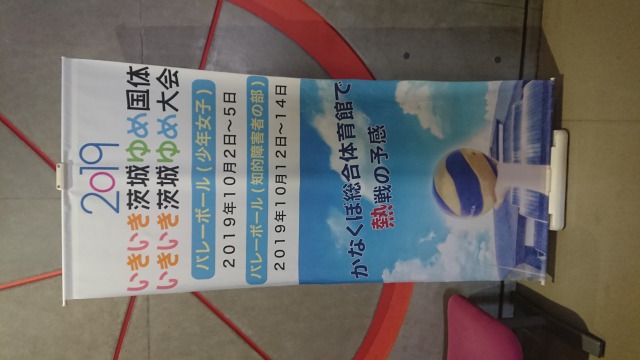 2019
いきいき茨城ゆめ国体
いきいき茨城ゆめ大会
バレーボール(少年女子)
2019年10月2日~5日
バレーボール(知的障害者の部)
2019年10月12日~14日
かなくぼ総合体育館で
熱戦の予感